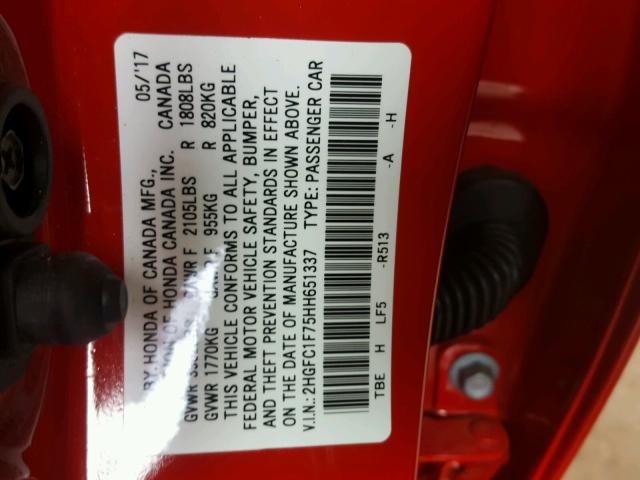 BY HONDA OF CANADA MFG., 05/'17
OF HONDA CANADA INC. CANADA
GVWR F 2105LBS R 1808LBS
GVWR 1770KG F 955KG R 820KG
THIS VEHICLE CONFORMS TO ALL APPLICABLE
FEDERAL MOTOR VEHICLE SAFETY, BUMPER,
AND THEFT PREVENTION STANDARDS IN EFFECT
ON THE DATE OF MANUFACTURE SHOWN ABOVE.
V.I.N.: 2HGFC1F75HH651337 TYPE: PASSENGER CAR
TBE H LF5 -R513 -A -H